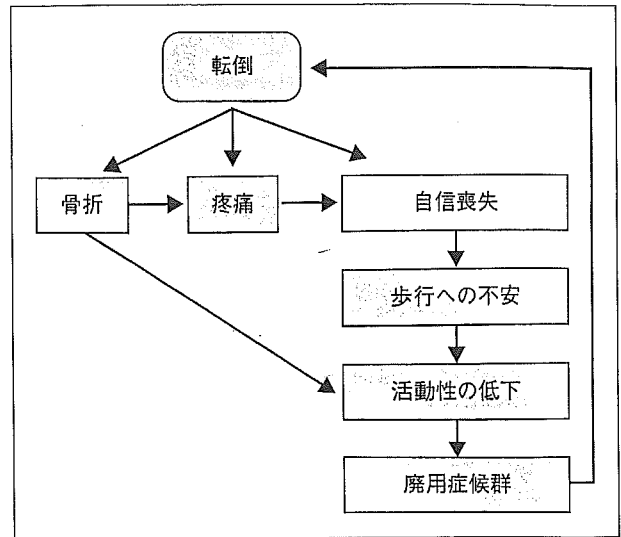 転倒
骨折
疼痛
自信喪失
歩行への不安
活動性の低下
廃用症候群